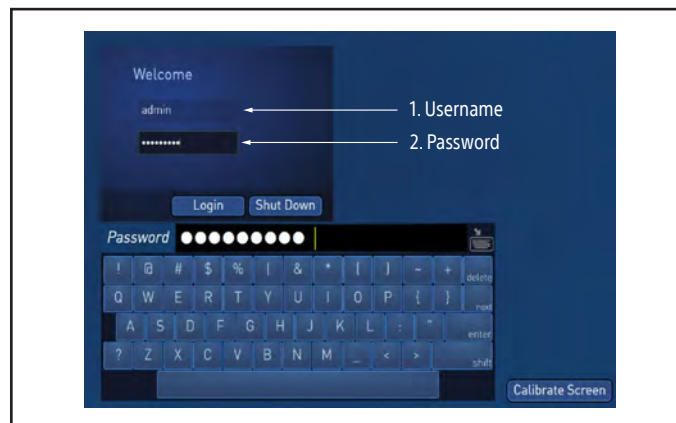 Welcome
admin
1. Username
•••••••••
2. Password
Login Shut Down
Password ●●●●●●●●●
! @ # $ % | & * ( ) ~ + delete
Q W E R T Y U I O P { } next
A S D F G H J K L : " enter
? Z X C V B N M _ < > shift
Calibrate Screen